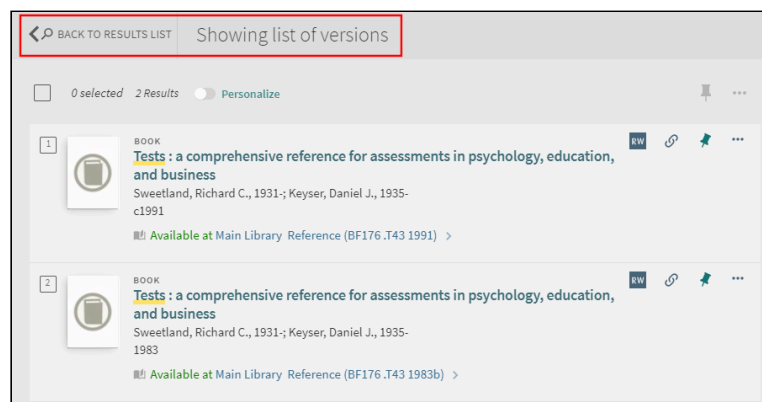 BACK TO RESULTS LIST Showing list of versions
0 selected 2 Results Personalize
1 BOOK RW
Tests : a comprehensive reference for assessments in psychology, education,
and business
Sweetland, Richard C., 1931-; Keyser, Daniel J., 1935-
c1991
Available at Main Library Reference (BF176 .T43 1991) >
2 BOOK RW
Tests : a comprehensive reference for assessments in psychology, education,
and business
Sweetland, Richard C., 1931-; Keyser, Daniel J., 1935-
1983
Available at Main Library Reference (BF176 .T43 1983b) >